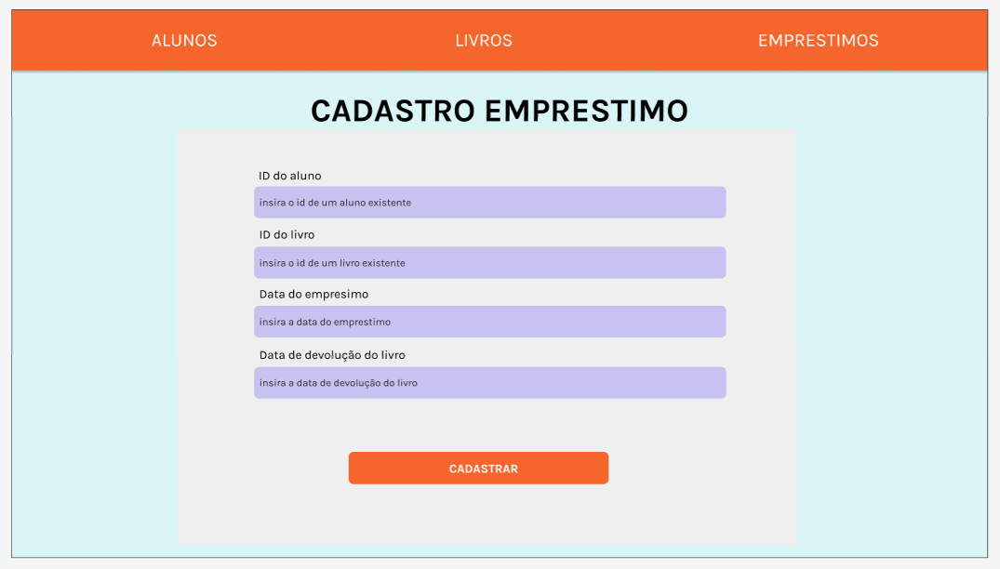 ALUNOS LIVROS EMPRESTIMOS
CADASTRO EMPRESTIMO
ID do aluno
insira o id de um aluno existente
ID do livro
insira o id de um livro existente
Data do empresimo
insira a data do emprestimo
Data de devolução do livro
insira a data de devolução do livro
CADASTRAR